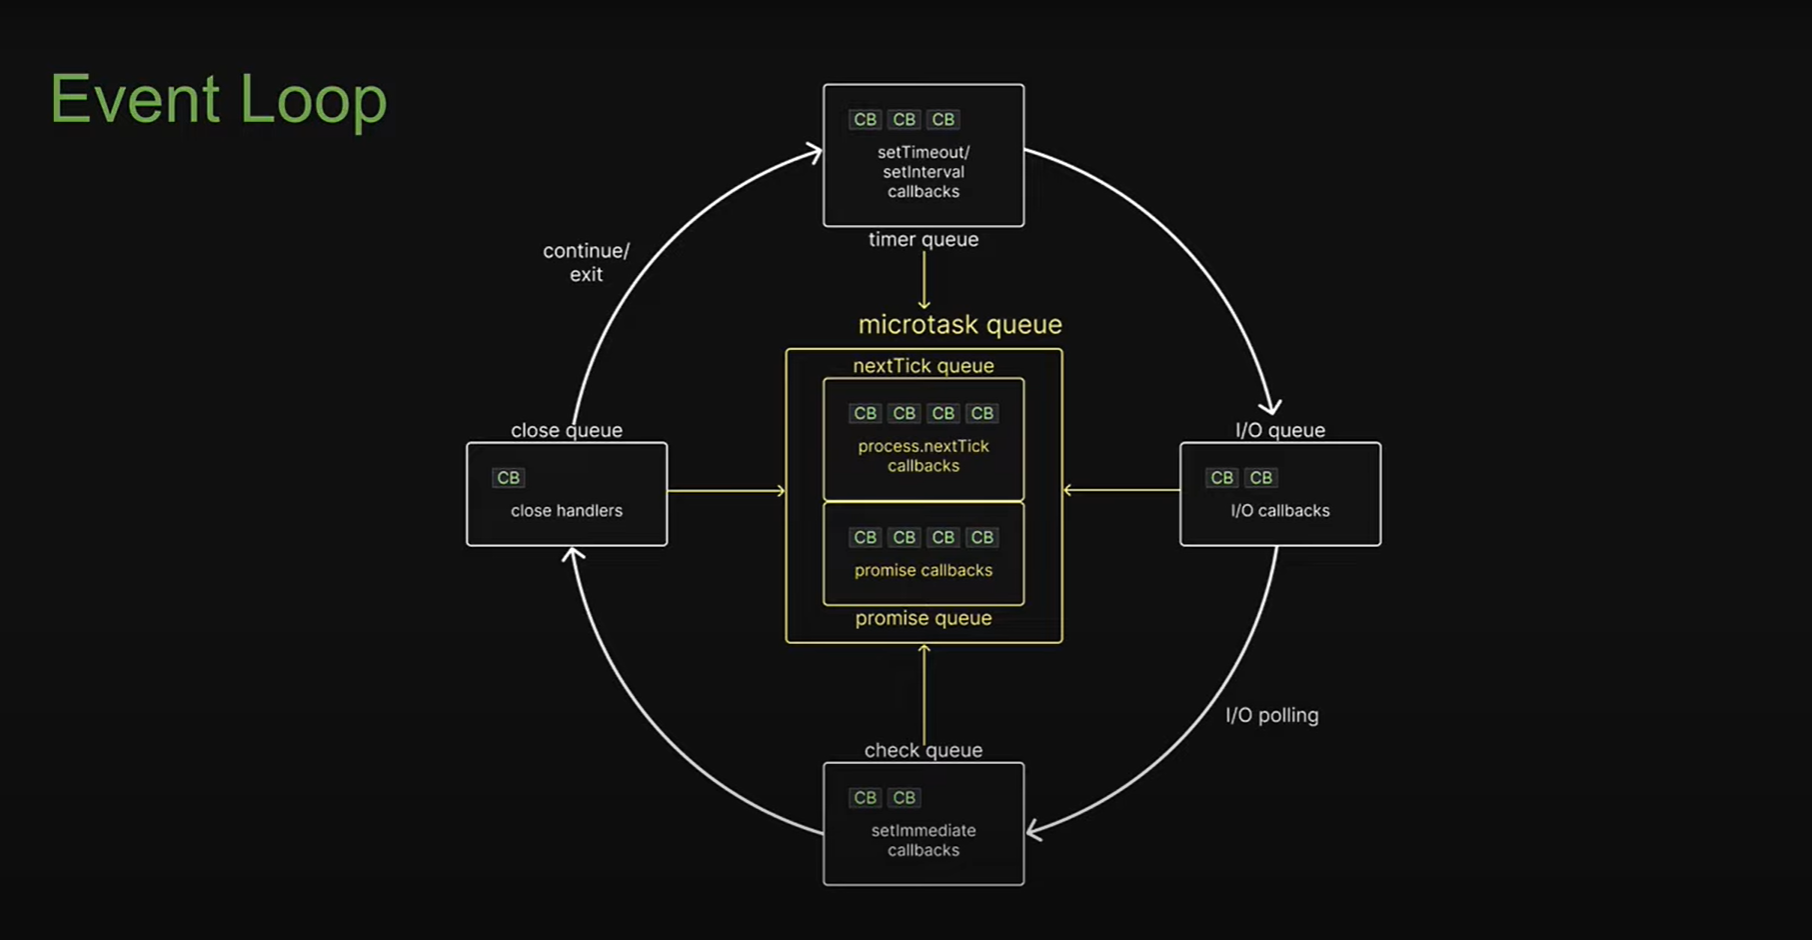 Event Loop
CB CB CB
setTimeout/
setInterval
callbacks
timer queue
continue/
exit
microtask queue
nextTick queue
CB CB CB CB
process.nextTick
callbacks
CB CB CB CB
promise callbacks
promise queue
close queue
CB
close handlers
I/O queue
CB CB
I/O callbacks
I/O polling
check queue
CB CB
setImmediate
callbacks